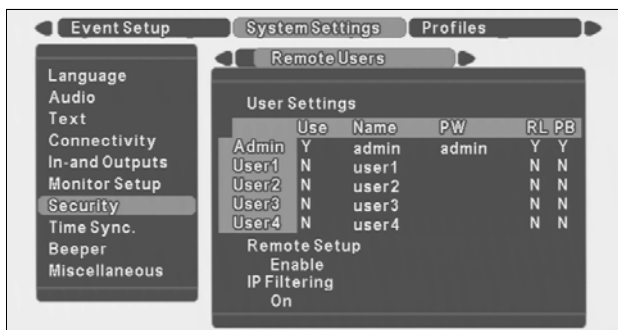 Event Setup System Settings Profiles
Remote Users
Language
Audio
Text
Connectivity
In-and Outputs
Monitor Setup
Security
Time Sync.
Beeper
Miscellaneous
User Settings
Use Name PW RL PB
Admin Y admin admin Y Y
User1 N user1 N N
User2 N user2 N N
User3 N user3 N N
User4 N user4 N N
Remote Setup
Enable
IP Filtering
On